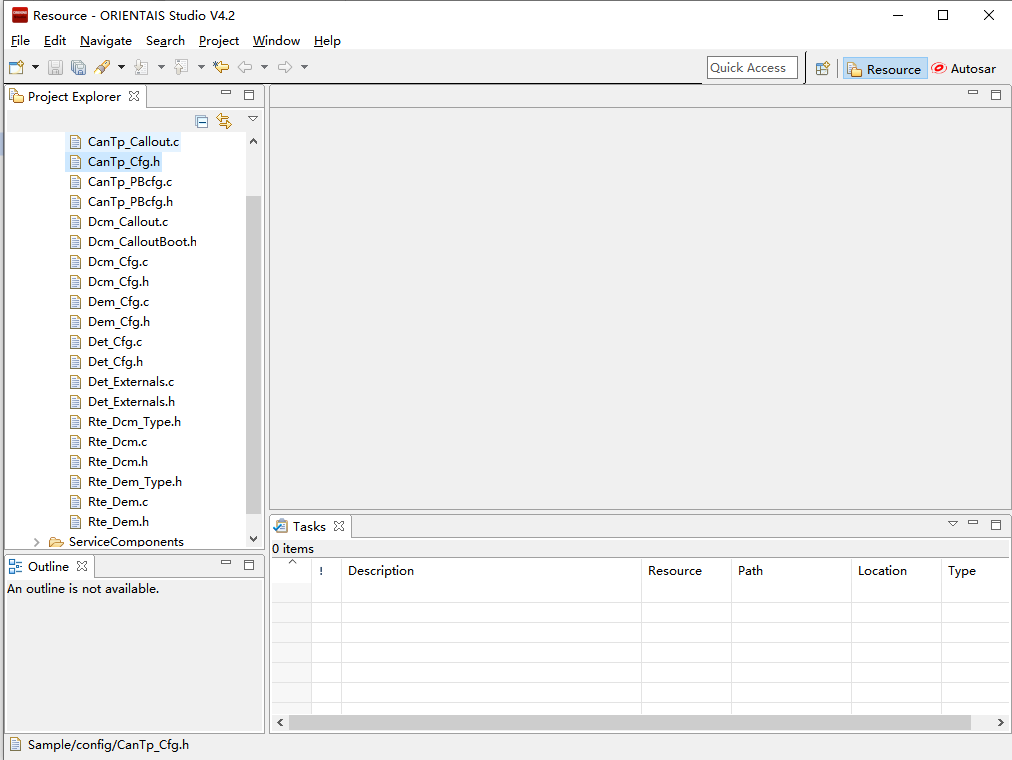 Resource - ORIENTAIS Studio V4.2
File Edit Navigate Search Project Window Help
Quick Access Resource Autosar
Project Explorer
CanTp_Callout.c
CanTp_Cfg.h
CanTp_PBcfg.c
CanTp_PBcfg.h
Dcm_Callout.c
Dcm_CalloutBoot.h
Dcm_Cfg.c
Dcm_Cfg.h
Dem_Cfg.c
Dem_Cfg.h
Det_Cfg.c
Det_Cfg.h
Det_Externals.c
Det_Externals.h
Rte_Dcm_Type.h
Rte_Dcm.c
Rte_Dcm.h
Rte_Dem_Type.h
Rte_Dem.c
Rte_Dem.h
ServiceComponents
Outline
An outline is not available.
Tasks
0 items
! Description Resource Path Location Type
Sample/config/CanTp_Cfg.h